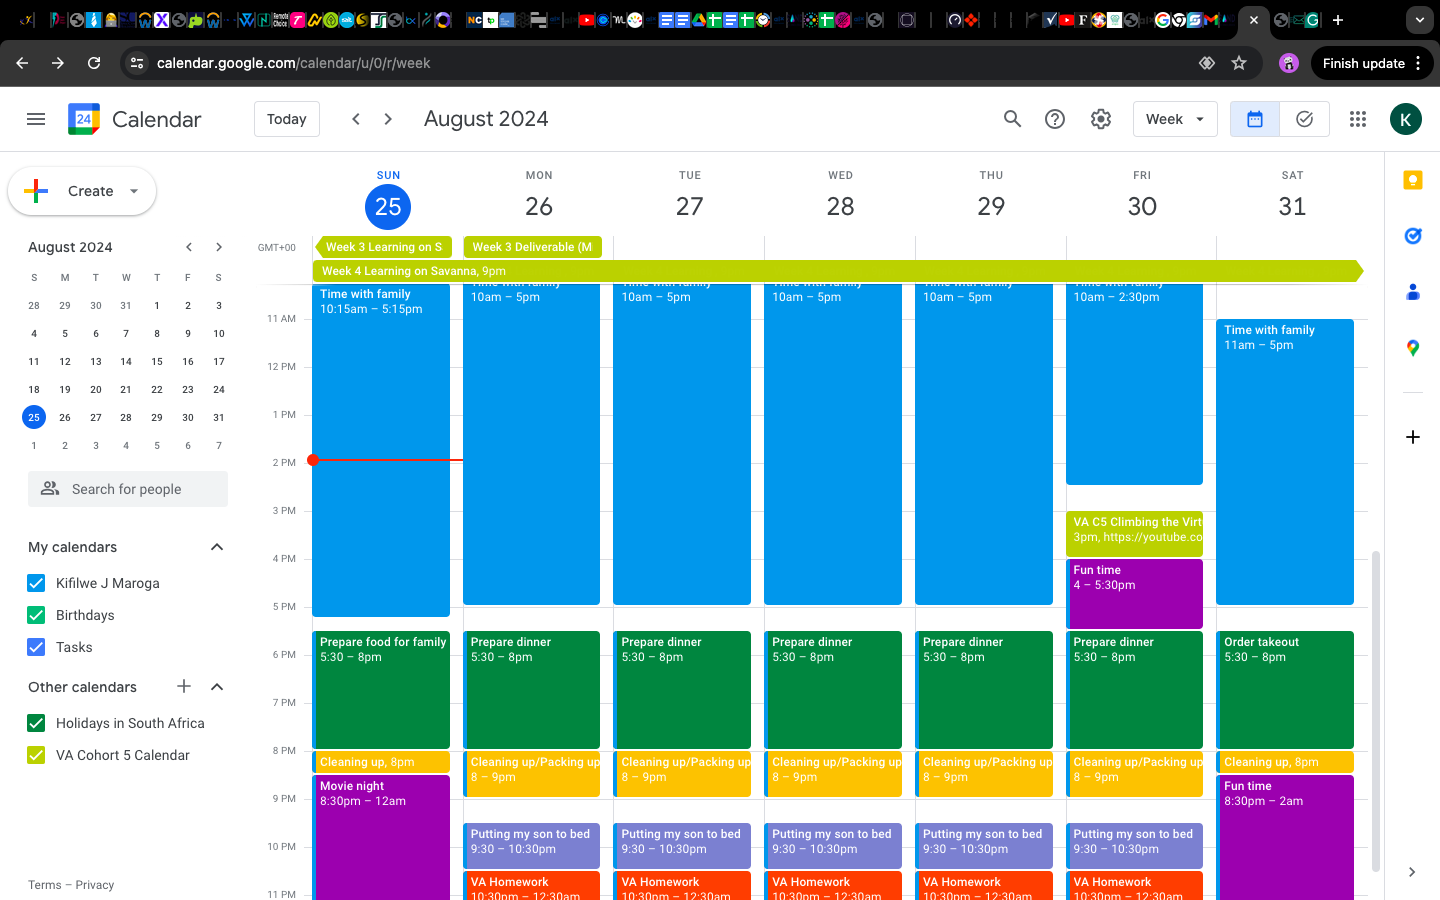 calendar.google.com/calendar/u/0/r/week
Finish update
24
Calendar
Today
August 2024
Week
K
Create
August 2024
S M T W T F S
28 29 30 31 1 2 3
4 5 6 7 8 9 10
11 12 13 14 15 16 17
18 19 20 21 22 23 24
25 26 27 28 29 30 31
1 2 3 4 5 6 7
Search for people
My calendars
Kifilwe J Maroga
Birthdays
Tasks
Other calendars
Holidays in South Africa
VA Cohort 5 Calendar
Terms – Privacy
SUN MON TUE WED THU FRI SAT
25 26 27 28 29 30 31
GMT+00
Week 3 Learning on S
Week 3 Deliverable (M
Week 4 Learning on Savanna, 9pm
11 AM
12 PM
1 PM
2 PM
3 PM
4 PM
5 PM
6 PM
7 PM
8 PM
9 PM
10 PM
11 PM
Time with family
10:15am – 5:15pm
Prepare food for family
5:30 – 8pm
Cleaning up, 8pm
Movie night
8:30pm – 12am
Time with family
10am – 5pm
Prepare dinner
5:30 – 8pm
Cleaning up/Packing up
8 – 9pm
Putting my son to bed
9:30 – 10:30pm
VA Homework
10:30pm – 12:30am
Time with family
10am – 5pm
Prepare dinner
5:30 – 8pm
Cleaning up/Packing up
8 – 9pm
Putting my son to bed
9:30 – 10:30pm
VA Homework
10:30pm – 12:30am
Time with family
10am – 5pm
Prepare dinner
5:30 – 8pm
Cleaning up/Packing up
8 – 9pm
Putting my son to bed
9:30 – 10:30pm
VA Homework
10:30pm – 12:30am
Time with family
10am – 5pm
Prepare dinner
5:30 – 8pm
Cleaning up/Packing up
8 – 9pm
Putting my son to bed
9:30 – 10:30pm
VA Homework
10:30pm – 12:30am
Time with family
10am – 2:30pm
VA C5 Climbing the Virt
3pm, https://youtube.co
Fun time
4 – 5:30pm
Prepare dinner
5:30 – 8pm
Cleaning up/Packing up
8 – 9pm
Putting my son to bed
9:30 – 10:30pm
VA Homework
10:30pm – 12:30am
Time with family
11am – 5pm
Order takeout
5:30 – 8pm
Cleaning up, 8pm
Fun time
8:30pm – 2am